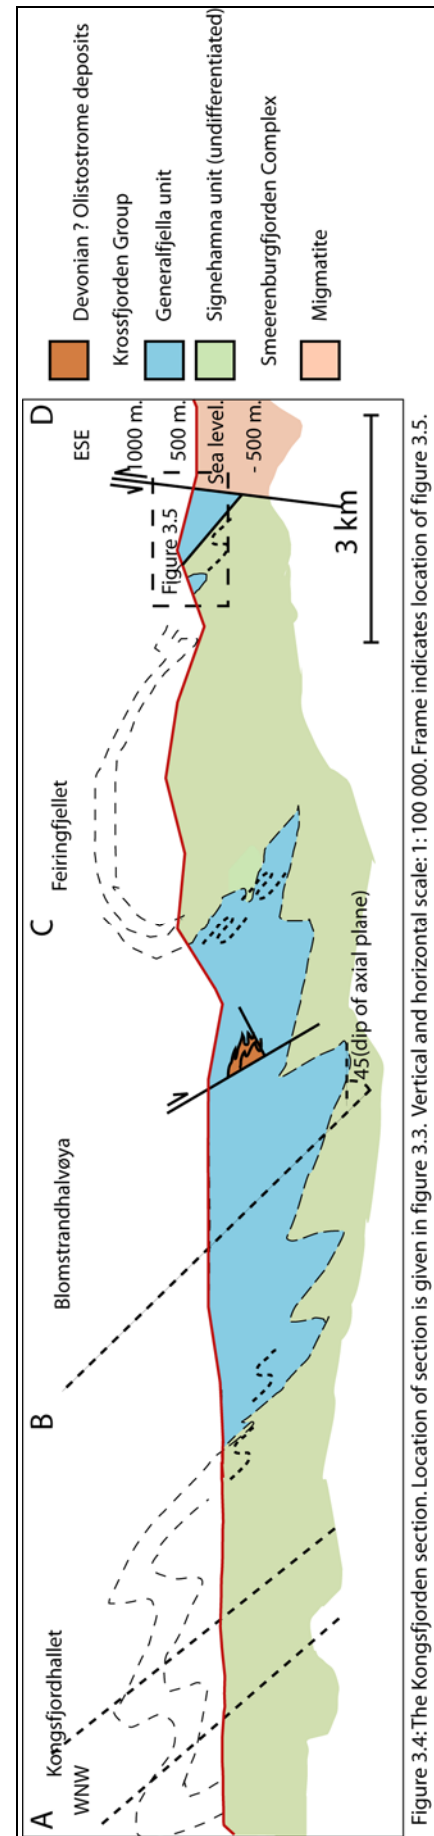 A
B
C
D
Kongsfjordhallet
WNW
Blomstrandhalvøya
Feiringfjellet
ESE
1000 m.
500 m.
Sea level.
- 500 m.
Figure 3.5
45(dip of axial plane)
3 km
Devonian ? Olistostrome deposits
Krossfjorden Group
Generalfjella unit
Signehamna unit (undifferentiated)
Smeerenburgfjorden Complex
Migmatite
Figure 3.4: The Kongsfjorden section. Location of section is given in figure 3.3. Vertical and horizontal scale: 1: 100 000. Frame indicates location of figure 3.5.